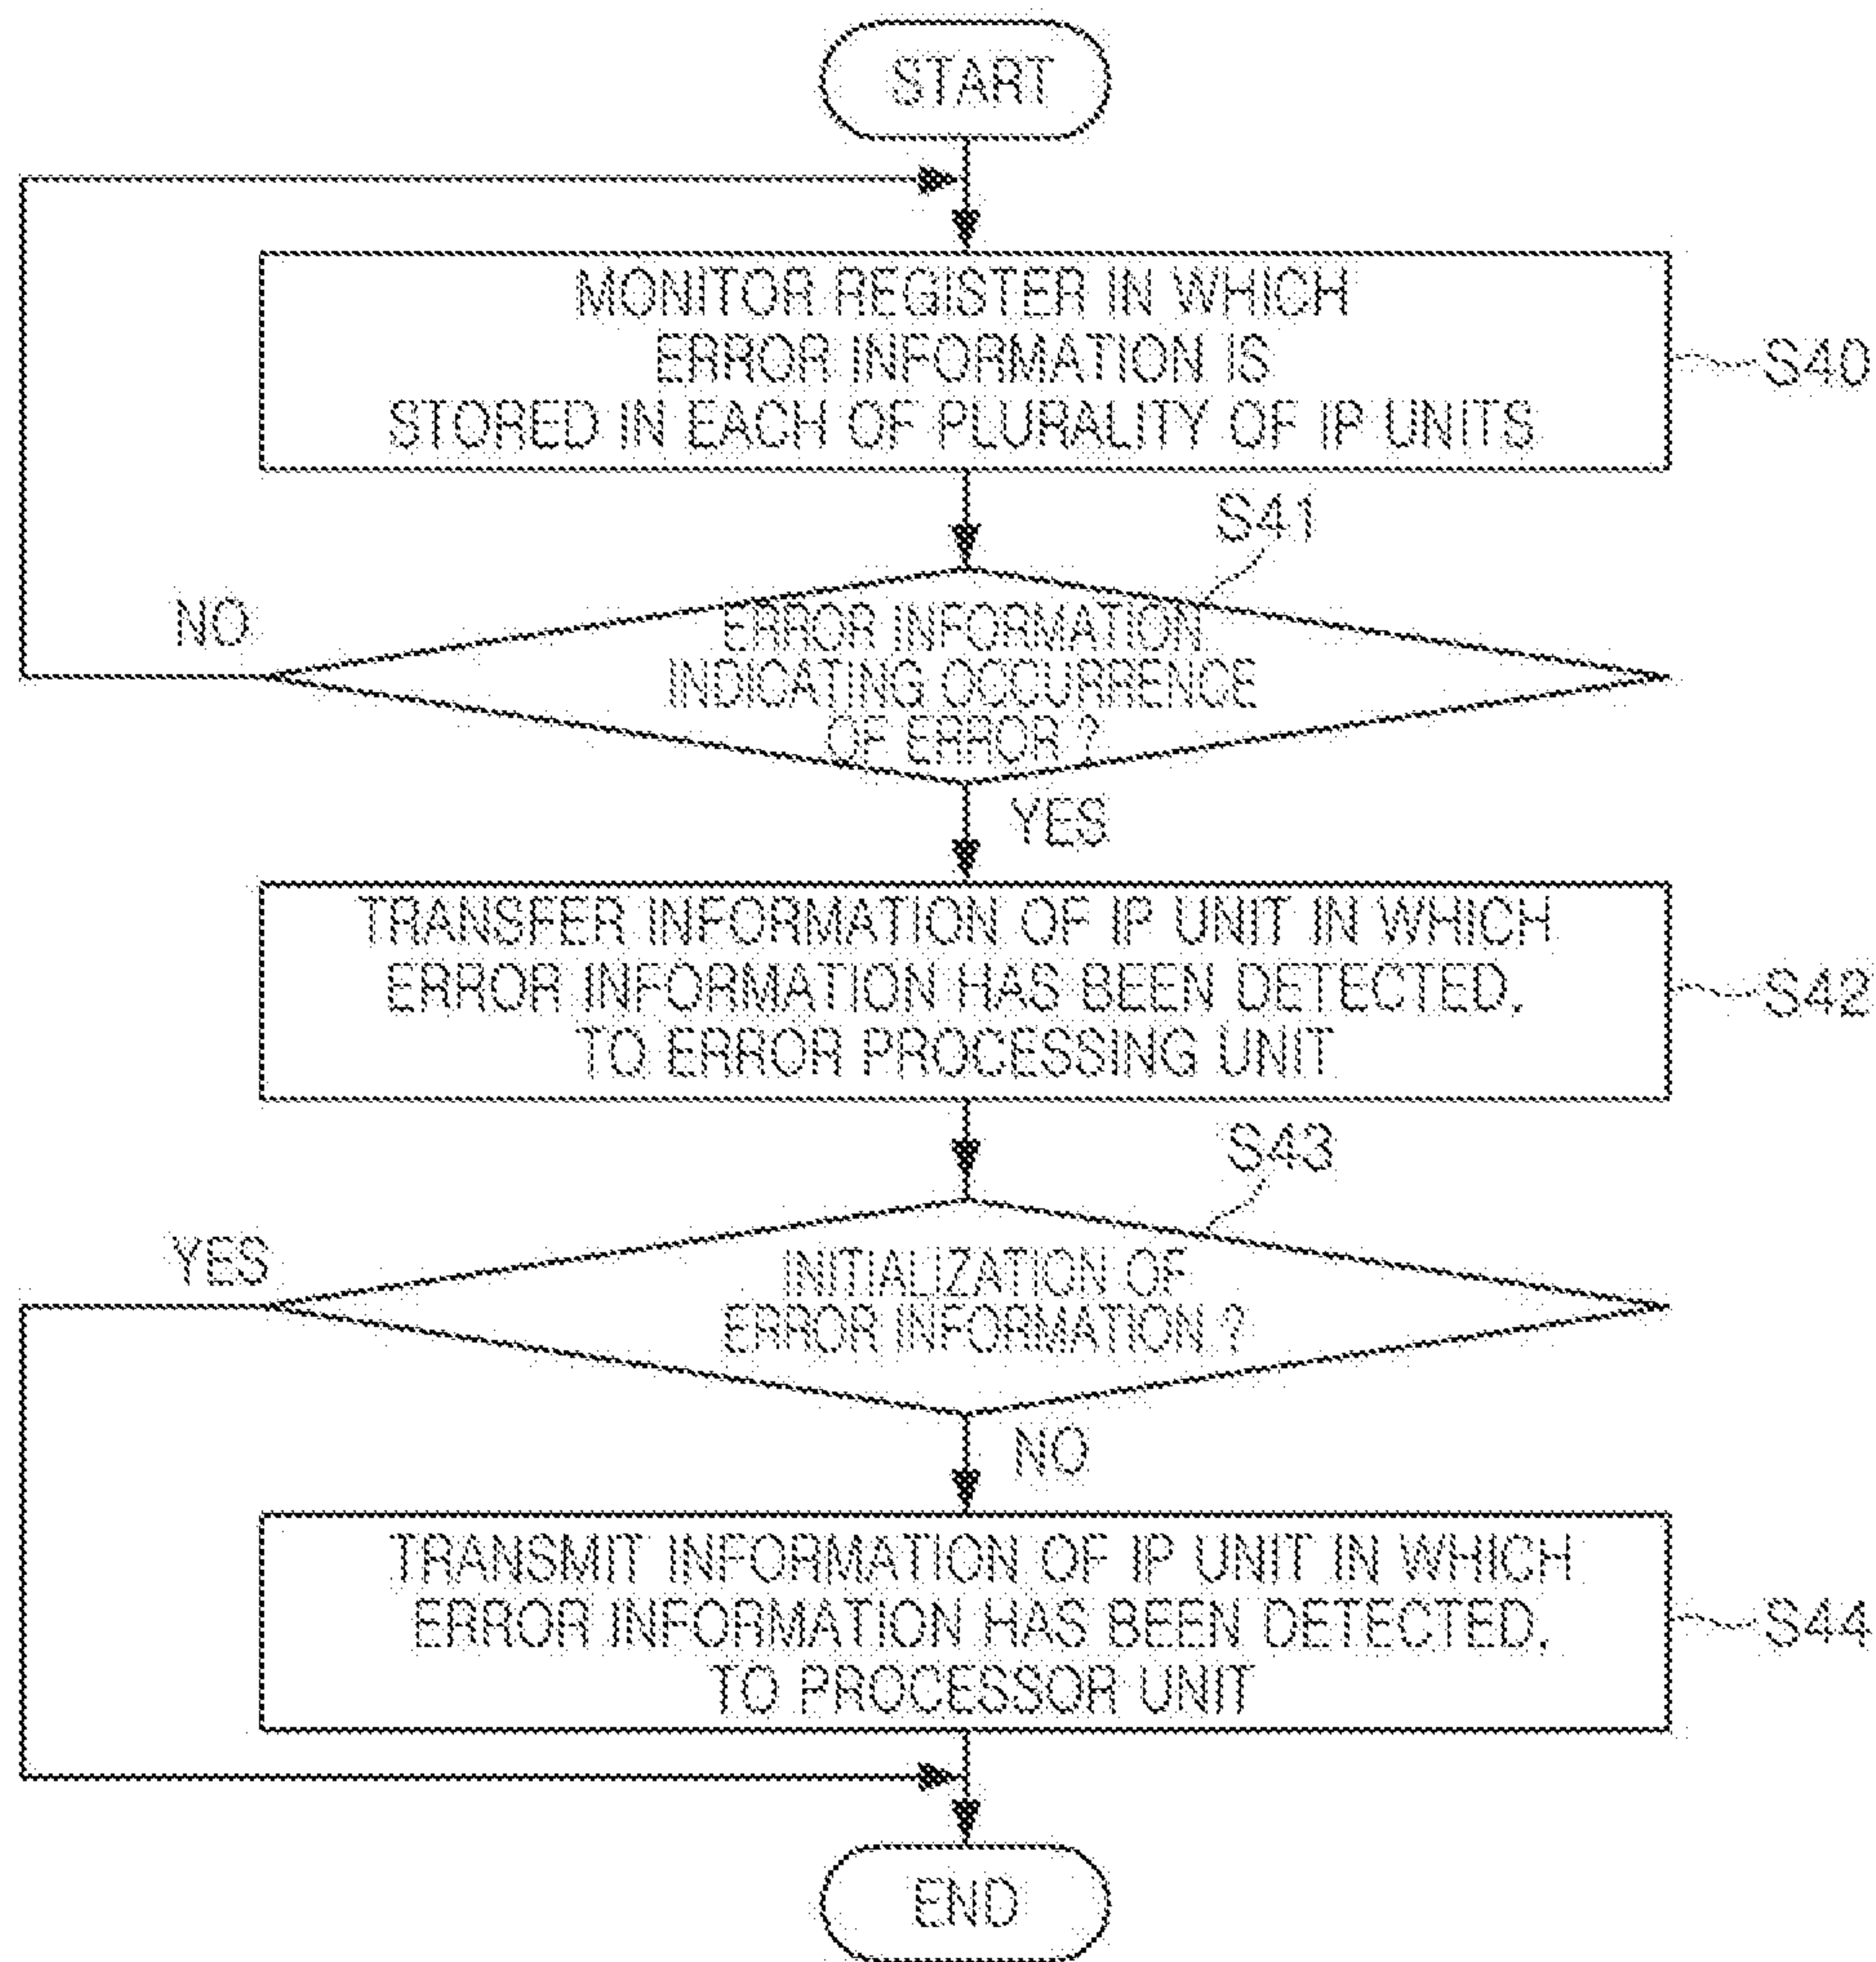 START
MONITOR REGISTER IN WHICH
ERROR INFORMATION IS
STORED IN EACH OF PLURALITY OF IP UNITS
S40
S41
ERROR INFORMATION
INDICATING OCCURRENCE
OF ERROR ?
NO
YES
TRANSFER INFORMATION OF IP UNIT IN WHICH
ERROR INFORMATION HAS BEEN DETECTED,
TO ERROR PROCESSING UNIT
S42
S43
INITIALIZATION OF
ERROR INFORMATION ?
YES
NO
TRANSMIT INFORMATION OF IP UNIT IN WHICH
ERROR INFORMATION HAS BEEN DETECTED,
TO PROCESSOR UNIT
S44
END